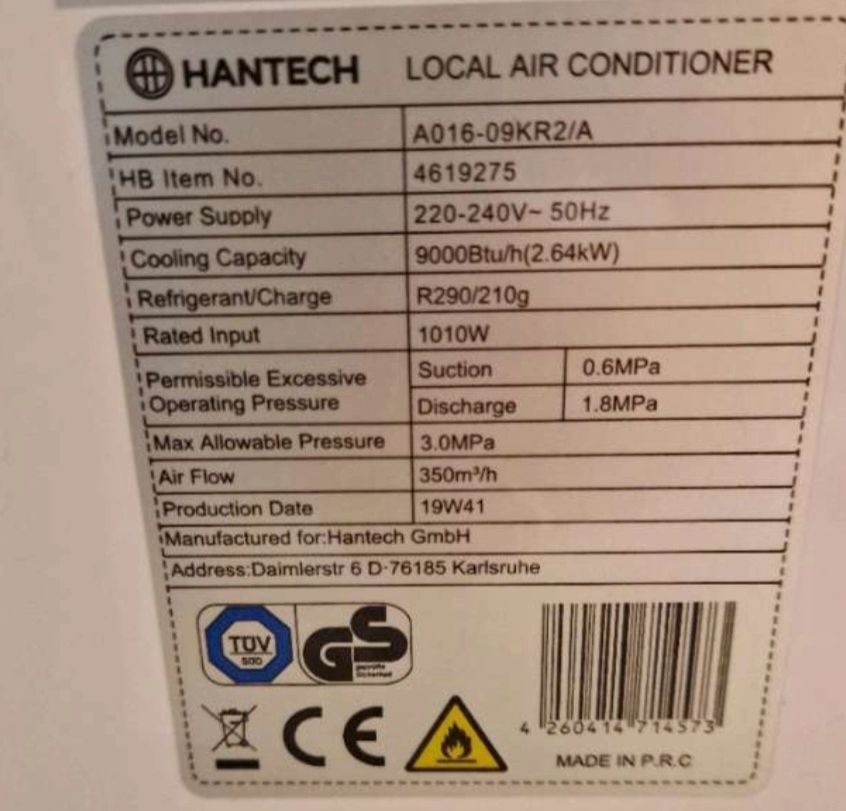 HANTECH LOCAL AIR CONDITIONER
Model No. A016-09KR2/A
HB Item No. 4619275
Power Supply 220-240V~ 50Hz
Cooling Capacity 9000Btu/h(2.64kW)
Refrigerant/Charge R290/210g
Rated Input 1010W
Permissible Excessive Operating Pressure Suction 0.6MPa
Discharge 1.8MPa
Max Allowable Pressure 3.0MPa
Air Flow 350m³/h
Production Date 19W41
Manufactured for:Hantech GmbH
Address:Daimlerstr 6 D-76185 Karlsruhe
TÜV
SÜD
GS
geprüfte
Sicherheit
CE
4 260414 714573
MADE IN P.R.C